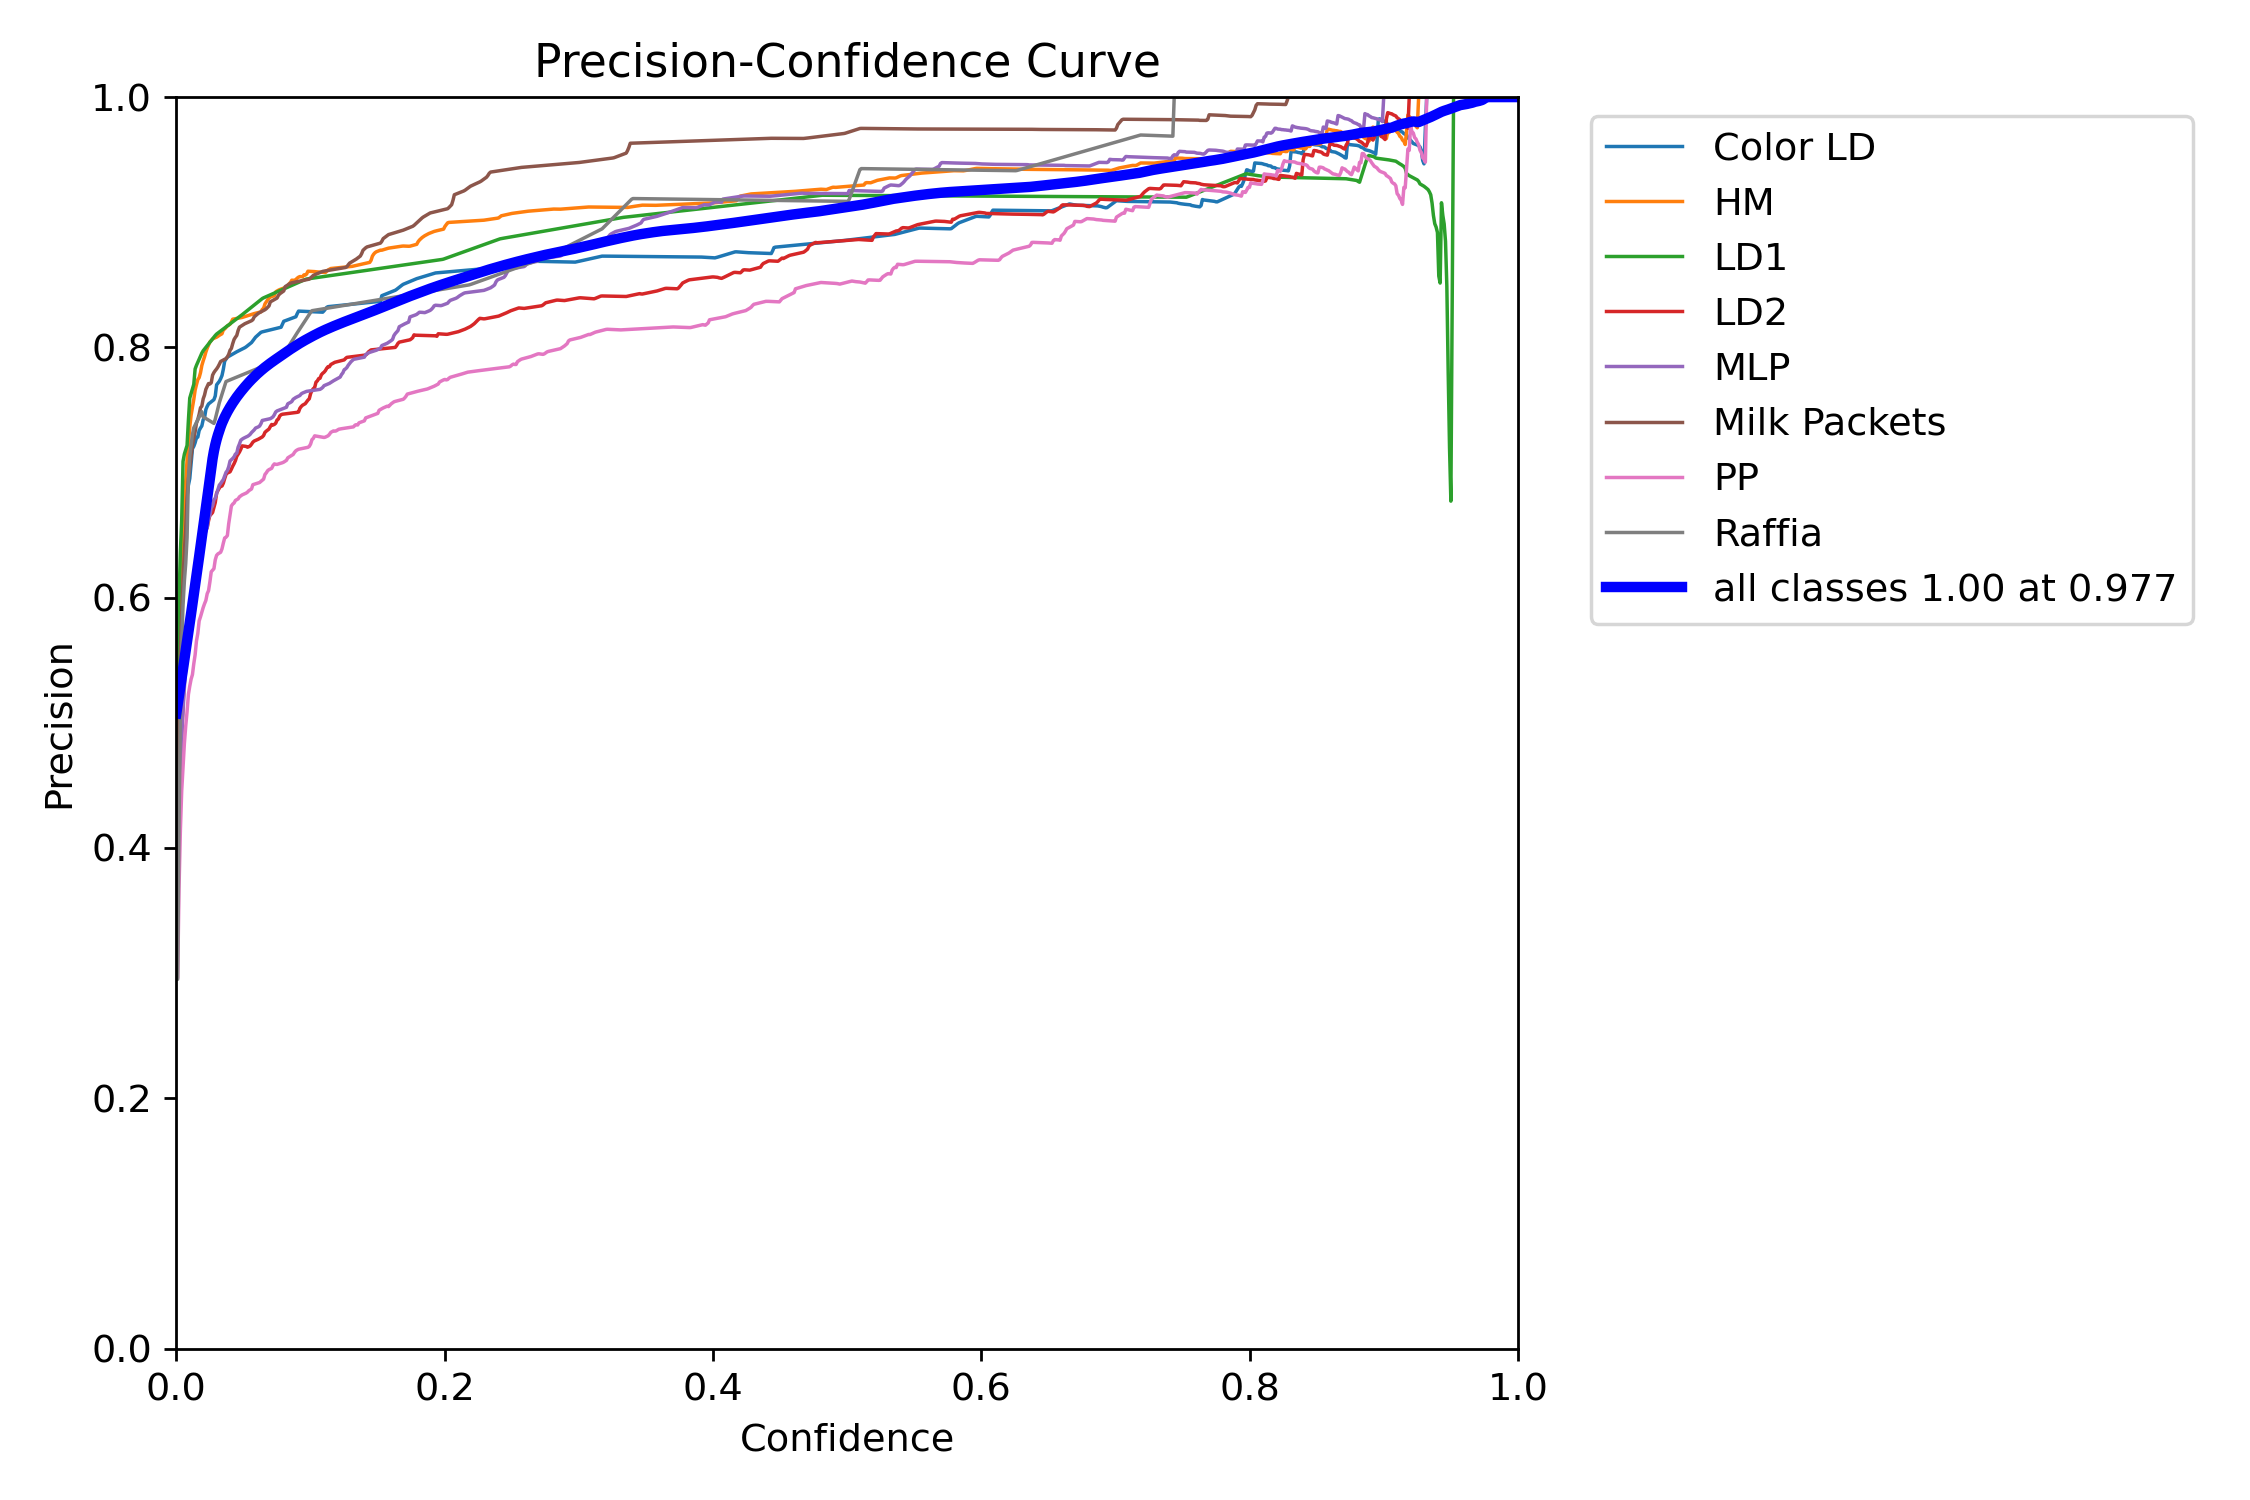 Precision-Confidence Curve
1.0
0.8
0.6
0.4
0.2
0.0
Precision
0.0 0.2 0.4 0.6 0.8 1.0
Confidence
Color LD
HM
LD1
LD2
MLP
Milk Packets
PP
Raffia
all classes 1.00 at 0.977